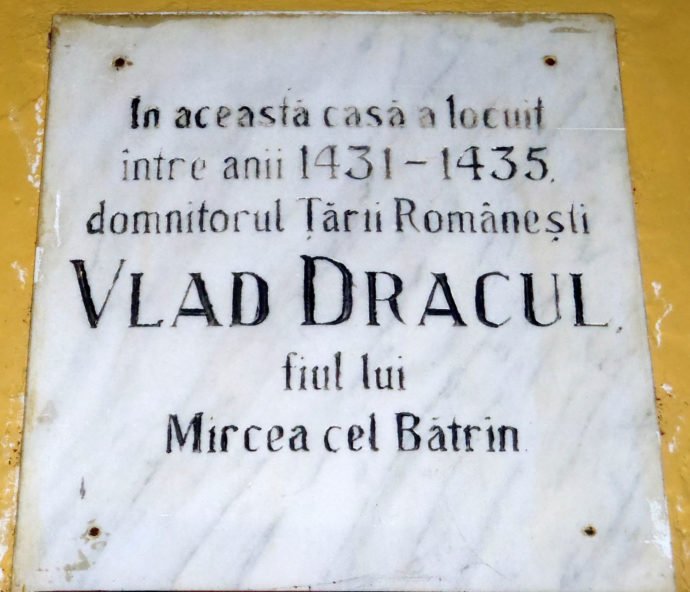 In această casă a locuit
între anii 1431-1435,
domnitorul Țării Românești
VLAD DRACUL,
fiul lui
Mircea cel Bătrîn